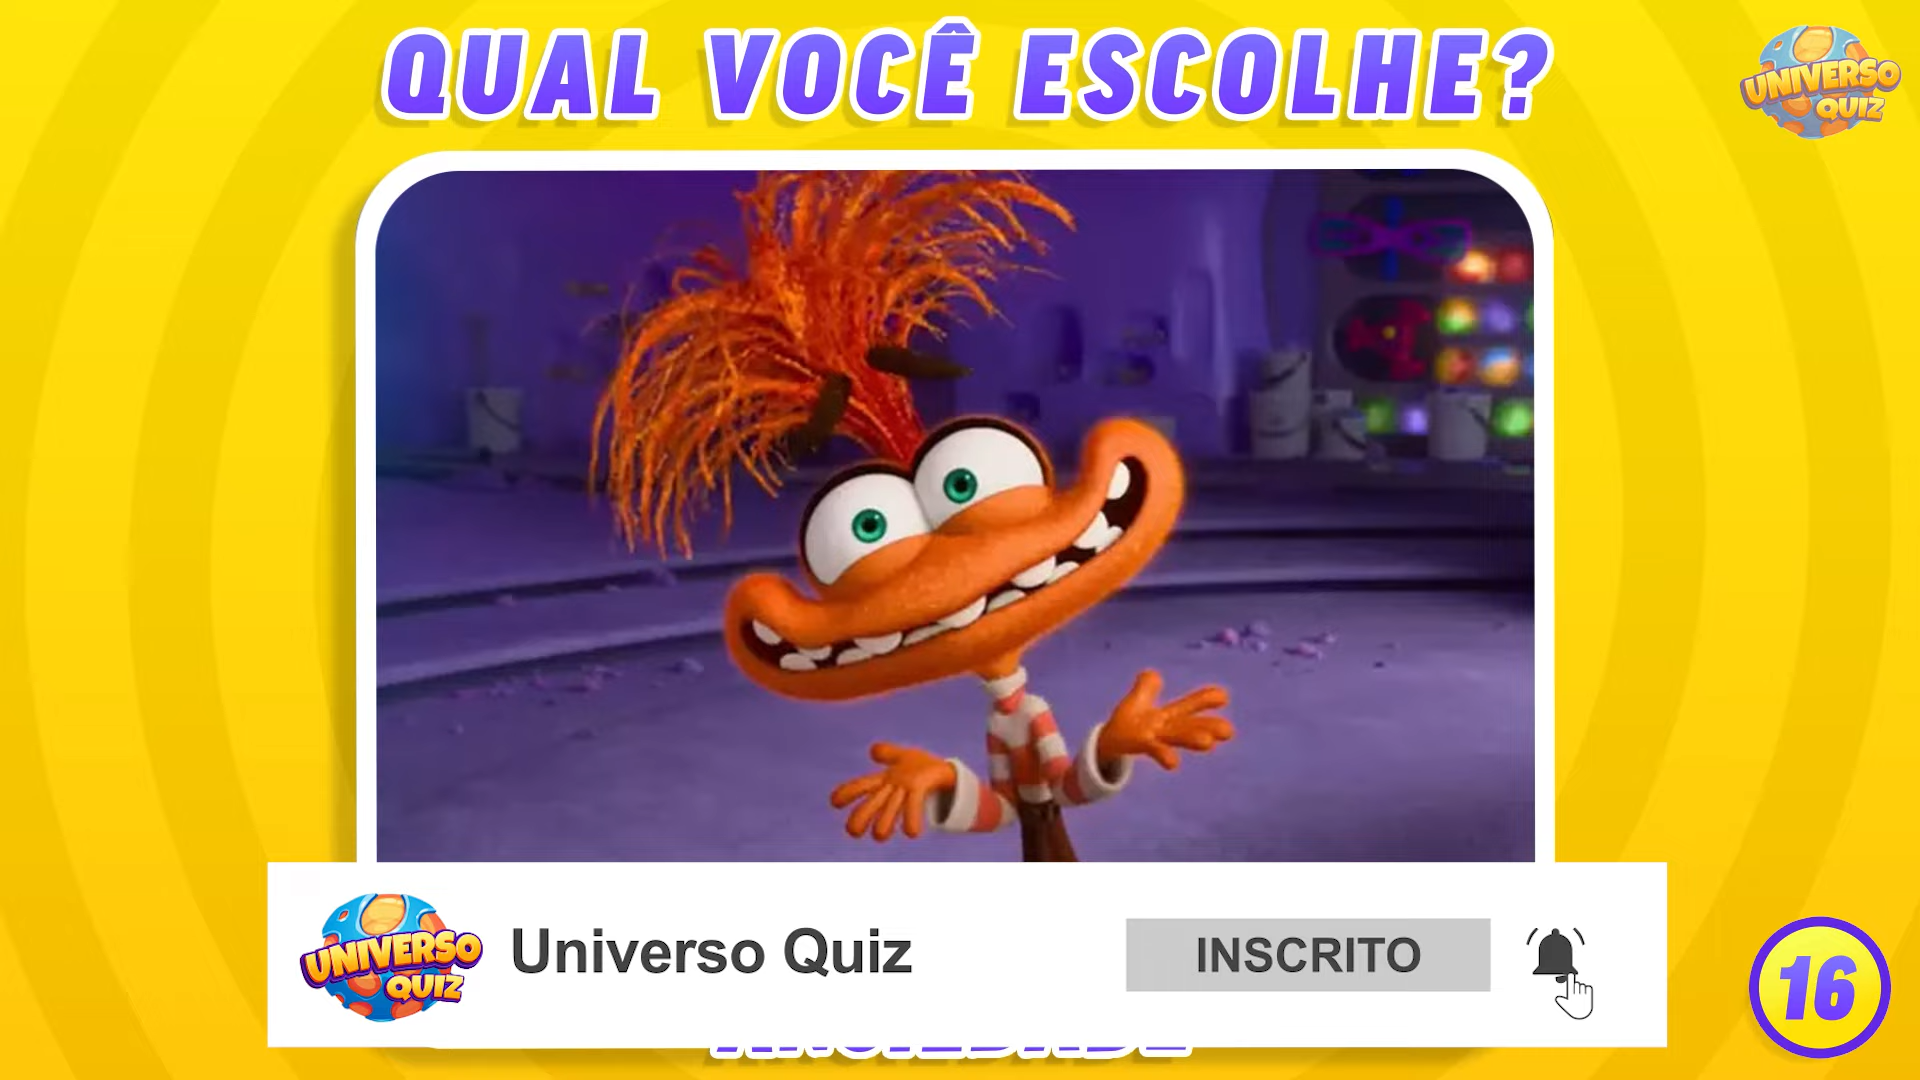 QUAL VOCÊ ESCOLHE?
UNIVERSO
QUIZ
UNIVERSO
QUIZ
Universo Quiz
INSCRITO
16